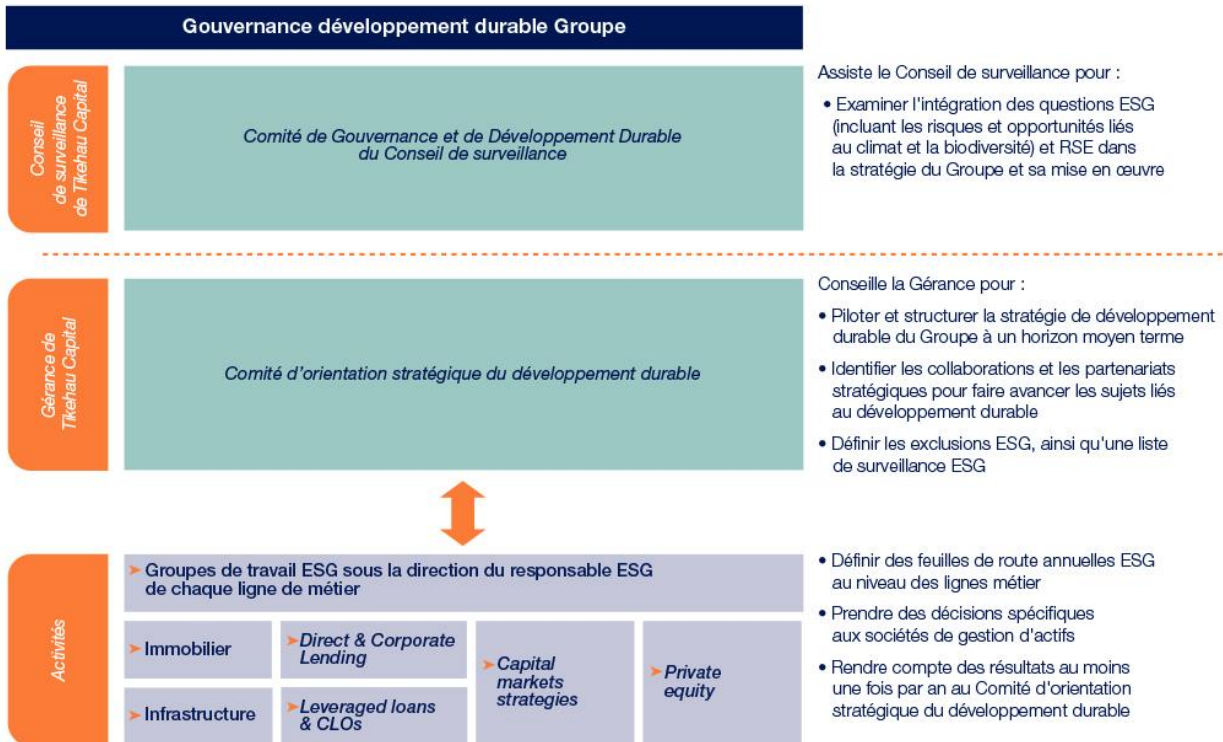 Gouvernance développement durable Groupe
Conseil
de surveillance
de Tikehau Capital
Comité de Gouvernance et de Développement Durable
du Conseil de surveillance
Assiste le Conseil de surveillance pour :
• Examiner l'intégration des questions ESG
(incluant les risques et opportunités liés
au climat et la biodiversité) et RSE dans
la stratégie du Groupe et sa mise en œuvre
Gérance de
Tikehau Capital
Comité d'orientation stratégique du développement durable
Conseille la Gérance pour :
• Piloter et structurer la stratégie de développement
durable du Groupe à un horizon moyen terme
• Identifier les collaborations et les partenariats
stratégiques pour faire avancer les sujets liés
au développement durable
• Définir les exclusions ESG, ainsi qu'une liste
de surveillance ESG
Activités
➤ Groupes de travail ESG sous la direction du responsable ESG
de chaque ligne de métier
➤ Immobilier
➤ Direct & Corporate
Lending
➤ Capital
markets
strategies
➤ Private
equity
➤ Infrastructure
➤ Leveraged loans
& CLOs
• Définir des feuilles de route annuelles ESG
au niveau des lignes métier
• Prendre des décisions spécifiques
aux sociétés de gestion d'actifs
• Rendre compte des résultats au moins
une fois par an au Comité d'orientation
stratégique du développement durable